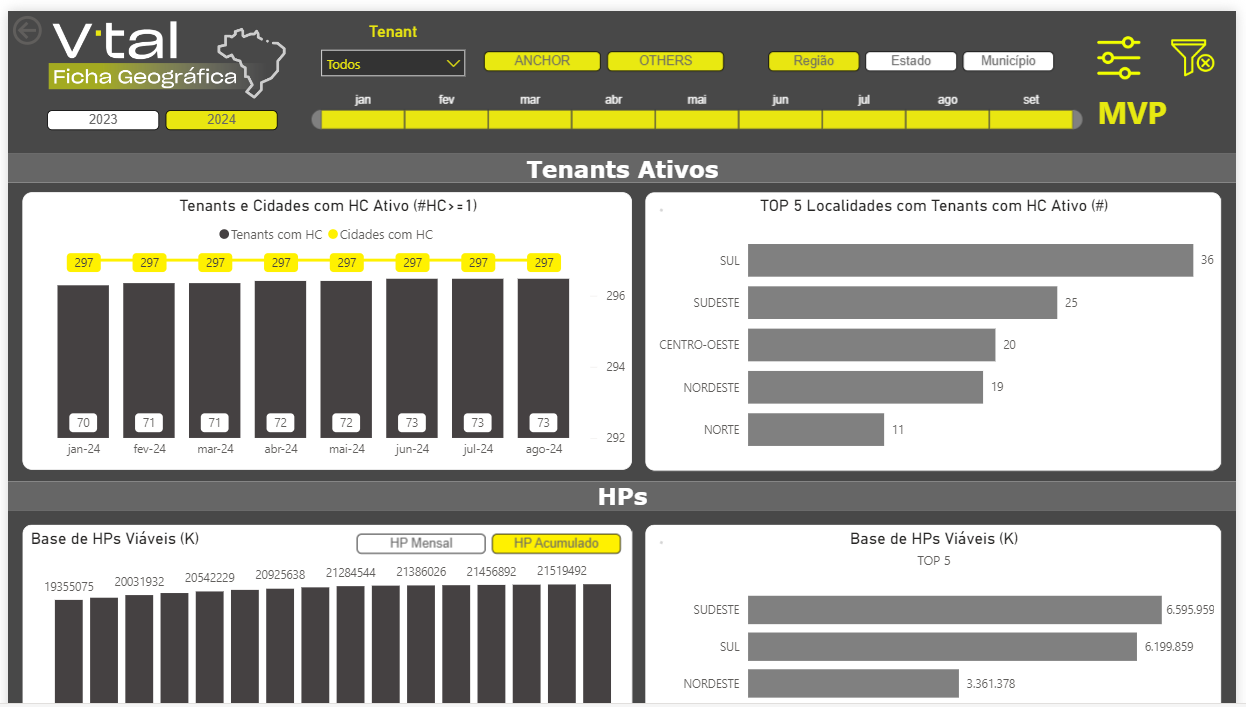 V·tal
Ficha Geográfica
2023 2024
Tenant
Todos
ANCHOR OTHERS
Região Estado Município
jan fev mar abr mai jun jul ago set
MVP
Tenants Ativos
Tenants e Cidades com HC Ativo (#HC>=1)
Tenants com HC Cidades com HC
297 297 297 297 297 297 297 297
296
294
292
70 71 71 72 72 73 73 73
jan-24 fev-24 mar-24 abr-24 mai-24 jun-24 jul-24 ago-24
TOP 5 Localidades com Tenants com HC Ativo (#)
SUL 36
SUDESTE 25
CENTRO-OESTE 20
NORDESTE 19
NORTE 11
HPs
Base de HPs Viáveis (K)
HP Mensal HP Acumulado
19355075 20031932 20542229 20925638 21284544 21386026 21456892 21519492
Base de HPs Viáveis (K)
TOP 5
SUDESTE 6.595.959
SUL 6.199.859
NORDESTE 3.361.378